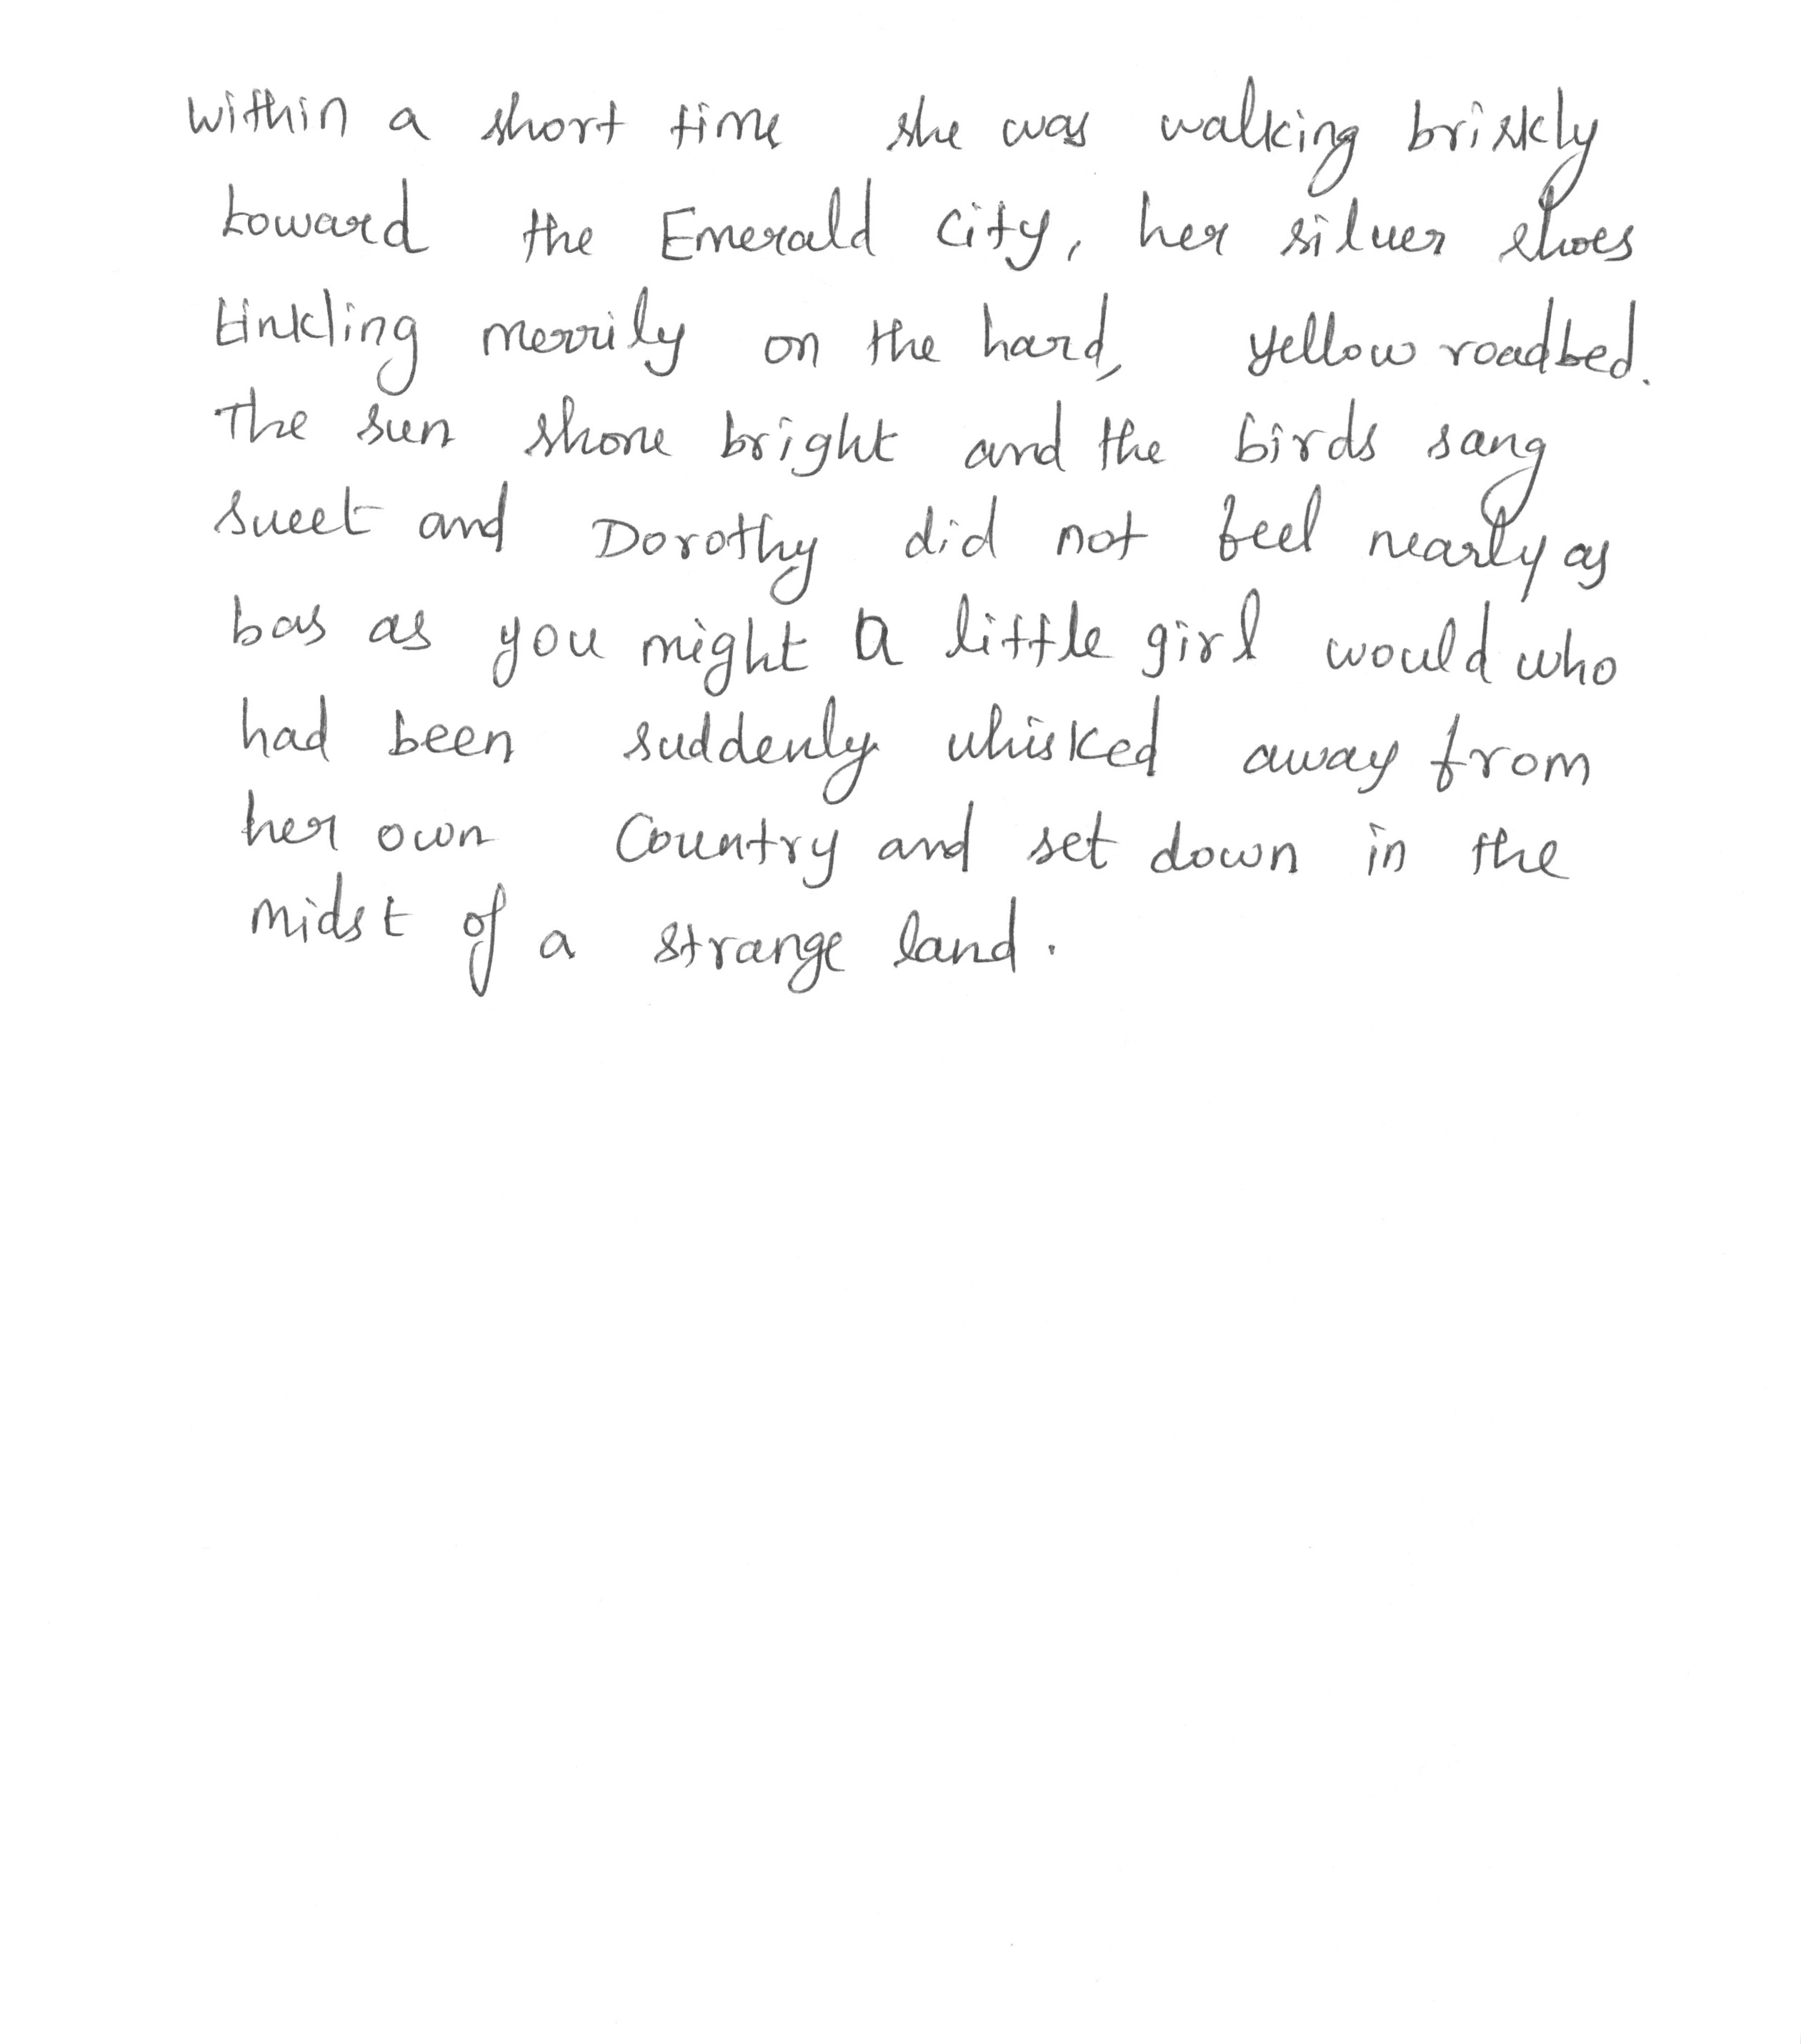 within a short time she was walking briskly
toward the Emerald City, her silver shoes
tinkling merrily on the hard, yellow roadbed.
The sun shone bright and the birds sang
sweet and Dorothy did not feel nearly as
bas as you might a little girl would who
had been suddenly whisked away from
her own Country and set down in the
midst of a strange land.